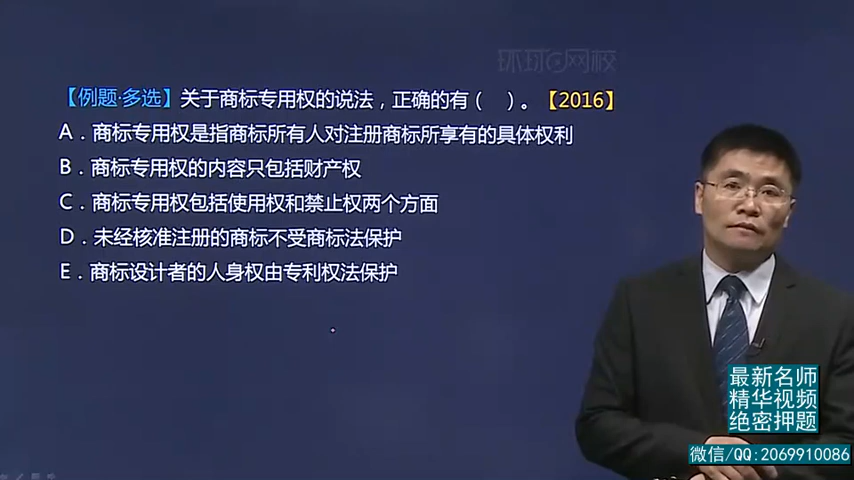 环球网校
【例题·多选】关于商标专用权的说法，正确的有（ ）。【2016】
A．商标专用权是指商标所有人对注册商标所享有的具体权利
B．商标专用权的内容只包括财产权
C．商标专用权包括使用权和禁止权两个方面
D．未经核准注册的商标不受商标法保护
E．商标设计者的人身权由专利权法保护
最新名师
精华视频
绝密押题
微信/QQ:2069910086